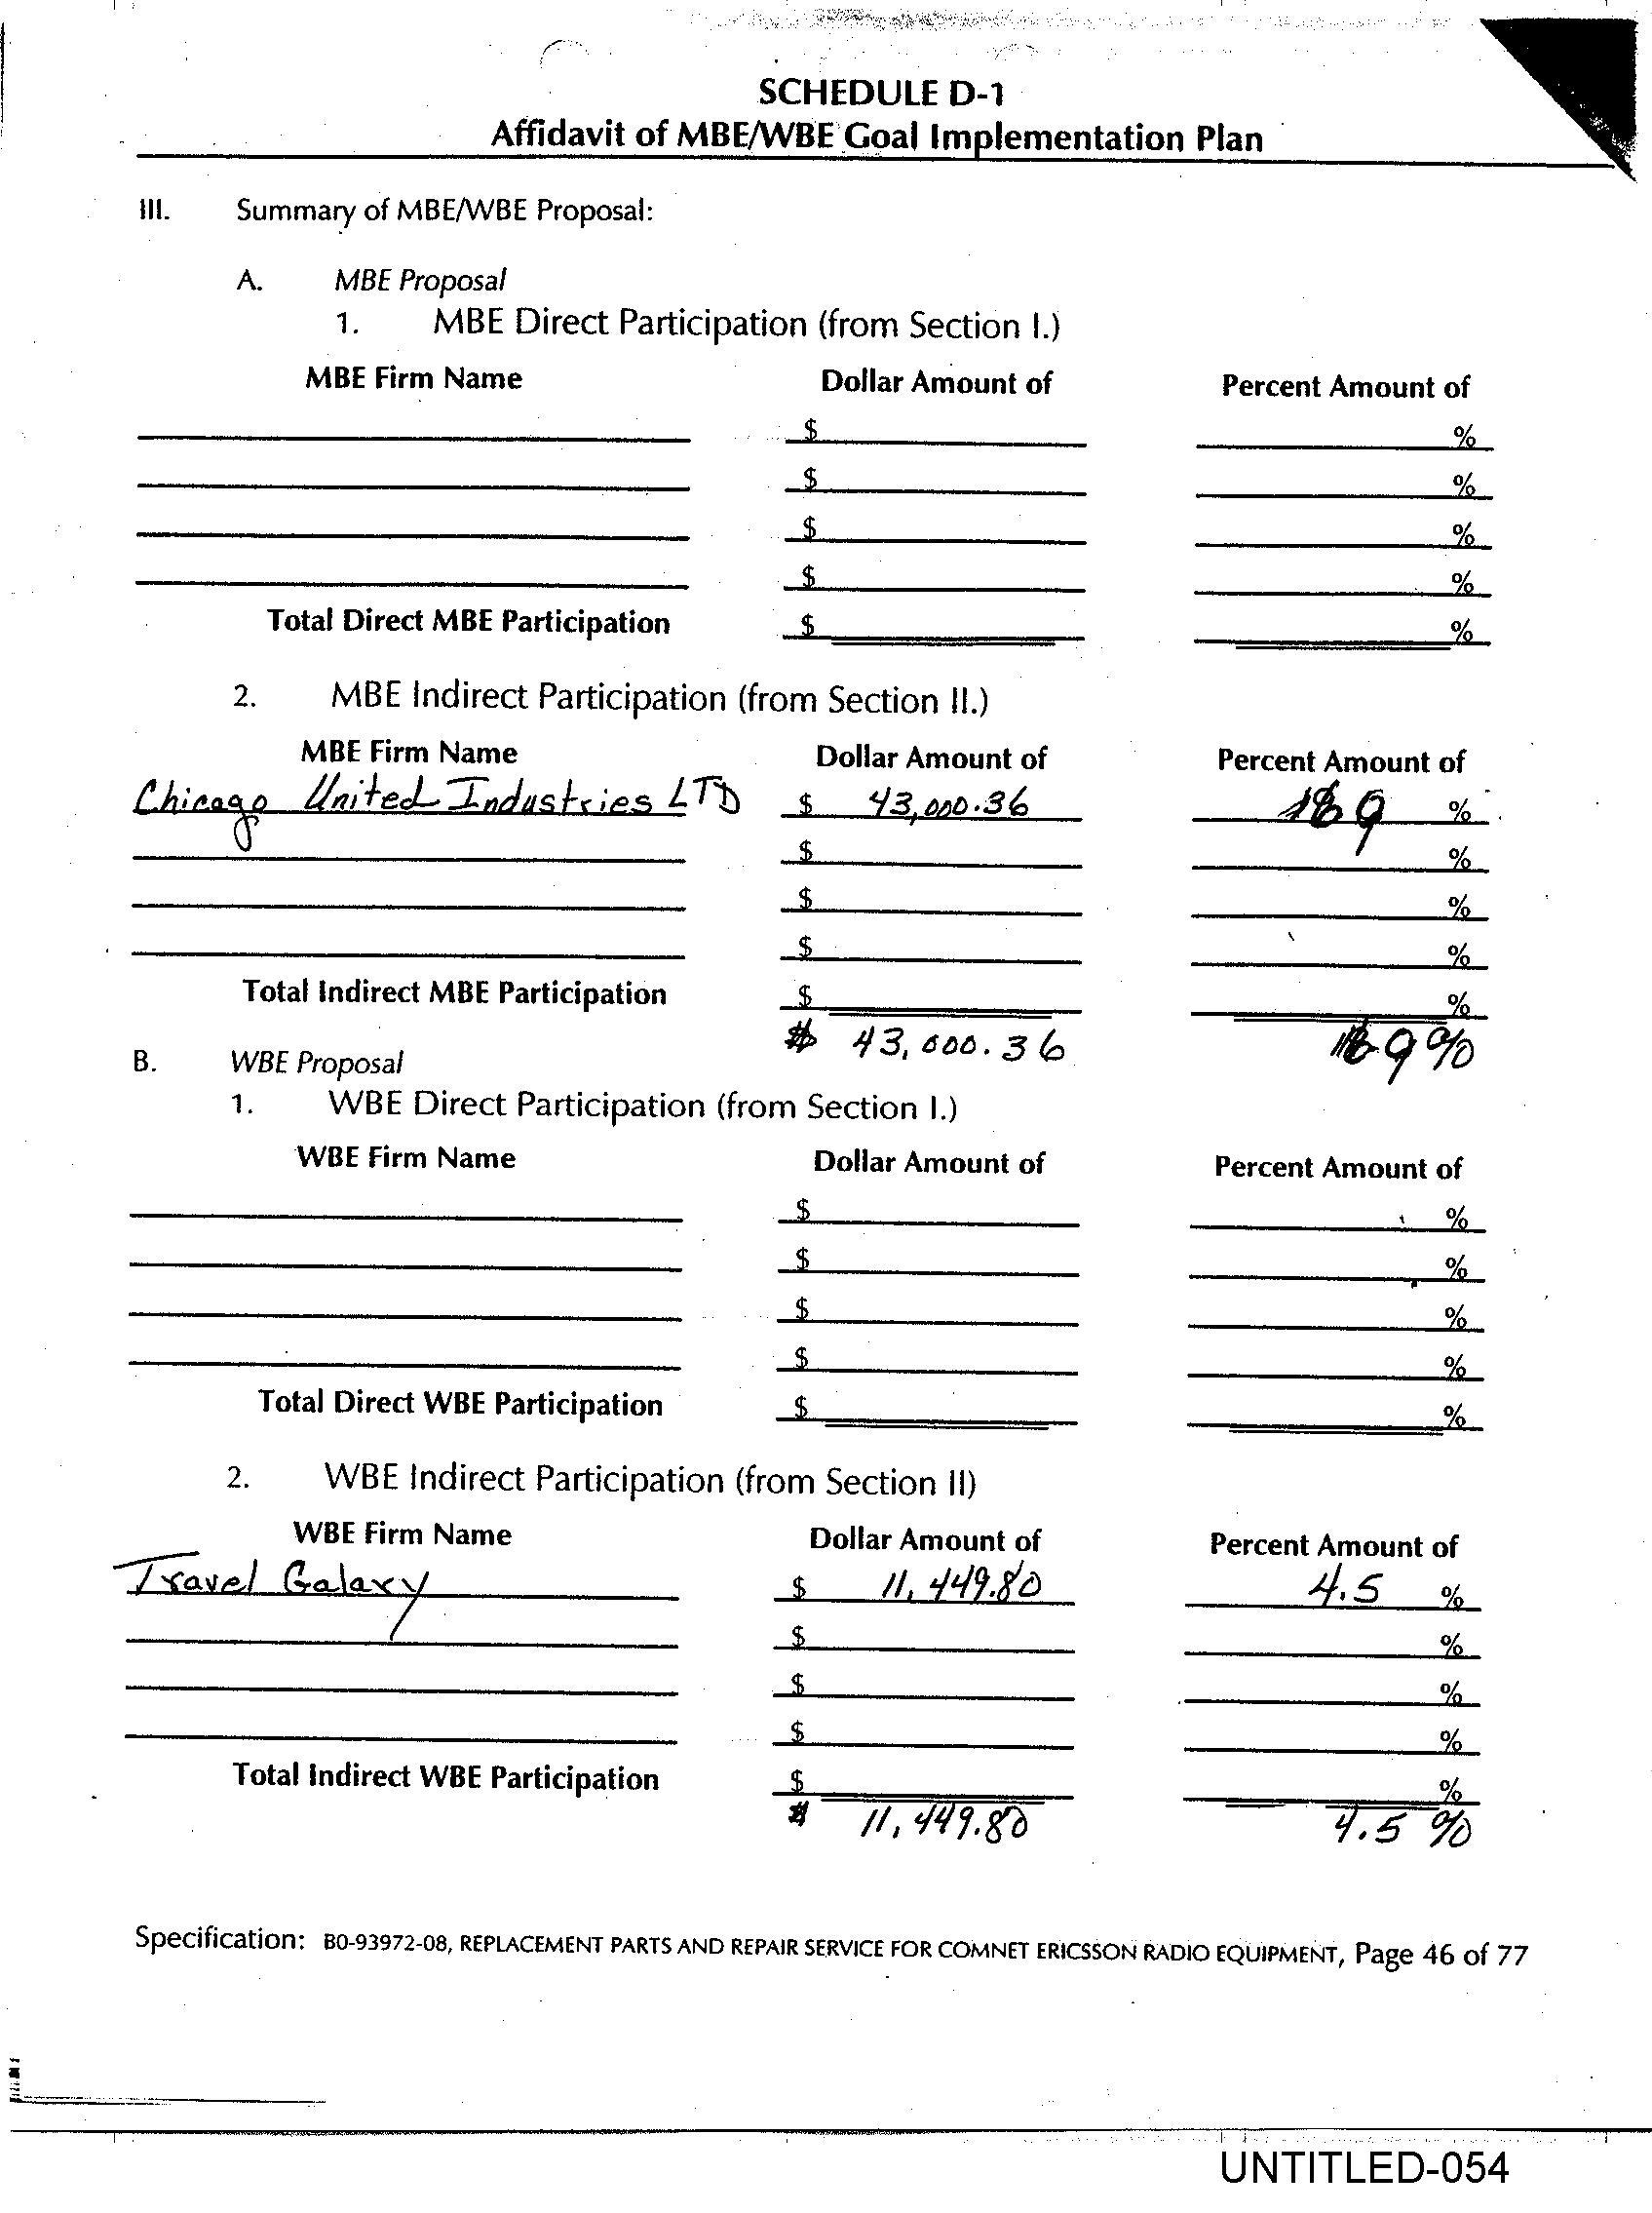 SCHEDULE D-1
Affidavit of MBE/WBE Goal Implementation Plan
III. Summary of MBE/WBE Proposal:
A. MBE Proposal
1. MBE Direct Participation (from Section I.)
MBE Firm Name Dollar Amount of Percent Amount of
$ %
$ %
$ %
$ %
Total Direct MBE Participation $ %
2. MBE Indirect Participation (from Section II.)
MBE Firm Name Dollar Amount of Percent Amount of
Chicago United Industries LTD $ 43,000.36 9 %
$ %
$ %
$ %
Total Indirect MBE Participation $ %
$ 43,000.36 9%
B. WBE Proposal
1. WBE Direct Participation (from Section I.)
WBE Firm Name Dollar Amount of Percent Amount of
$ %
$ %
$ %
$ %
Total Direct WBE Participation $ %
2. WBE Indirect Participation (from Section II)
WBE Firm Name Dollar Amount of Percent Amount of
Travel Galaxy $ 11,449.80 4.5 %
$ %
$ %
$ %
Total Indirect WBE Participation $ %
$ 11,449.80 4.5 %
Specification: B0-93972-08, REPLACEMENT PARTS AND REPAIR SERVICE FOR COMNET ERICSSON RADIO EQUIPMENT, Page 46 of 77
UNTITLED-054